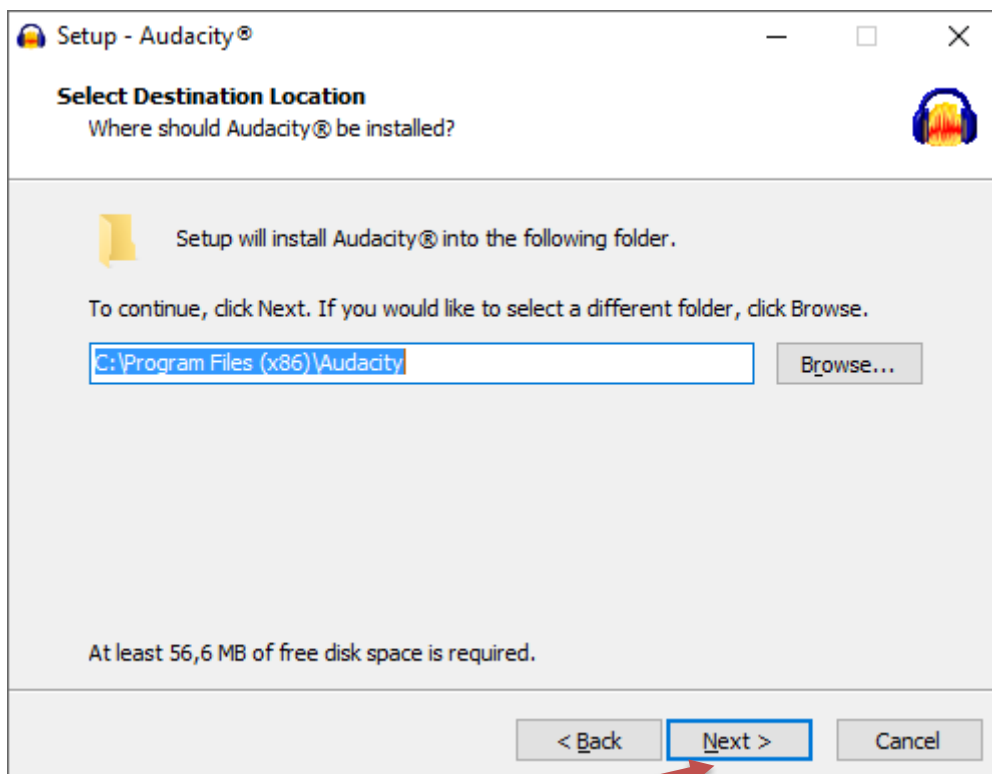 Setup - Audacity®
Select Destination Location
Where should Audacity® be installed?
Setup will install Audacity® into the following folder.
To continue, click Next. If you would like to select a different folder, click Browse.
C:\Program Files (x86)\Audacity
Browse...
At least 56,6 MB of free disk space is required.
< Back
Next >
Cancel